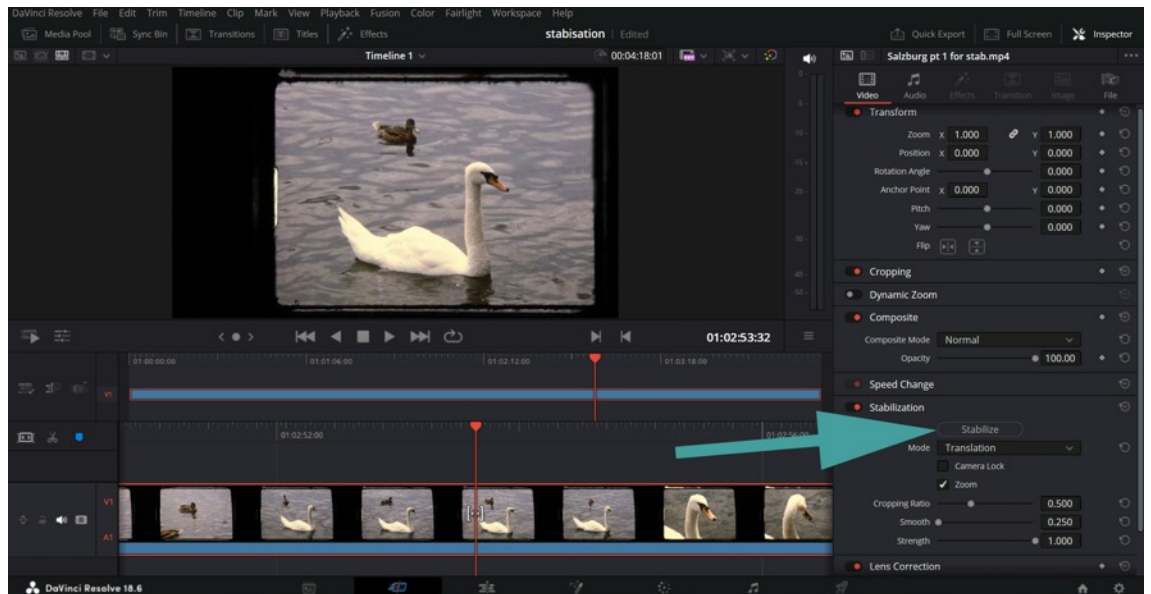 DaVinci Resolve File Edit Trim Timeline Clip Mark View Playback Fusion Color Fairlight Workspace Help
Media Pool Sync Bin Transitions Titles Effects stabisation Edited Quick Export Full Screen Inspector
Timeline 1 00:04:18:01 Salzburg pt 1 for stab.mp4
Video Audio Effects Transition Image File
Transform
Zoom X 1.000 Y 1.000
Position X 0.000 Y 0.000
Rotation Angle 0.000
Anchor Point X 0.000 Y 0.000
Pitch 0.000
Yaw 0.000
Flip
Cropping
Dynamic Zoom
Composite
01:02:53:32
Composite Mode Normal
Opacity 100.00
01:00:00:00 01:01:06:00 01:02:12:00 01:03:18:00
Speed Change
V1
Stabilization
Stabilize
01:02:52:00
Mode Translation
Camera Lock
Zoom
V1
Cropping Ratio 0.500
Smooth 0.250
A1
Strength 1.000
Lens Correction
DaVinci Resolve 18.6